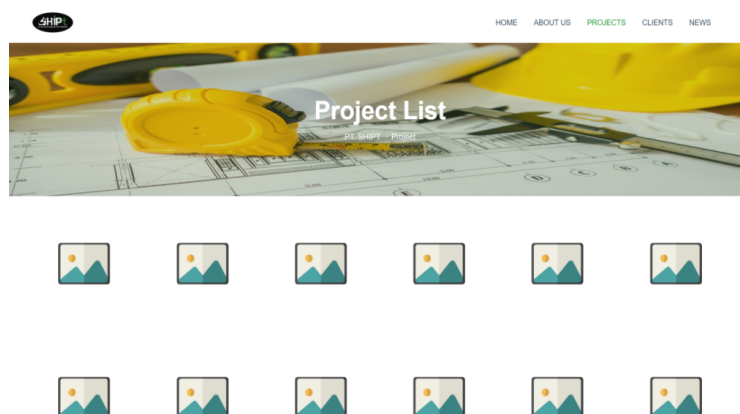 SHIPt
HOME ABOUT US PROJECTS CLIENTS NEWS
Project List
PT. SHIPT - Project